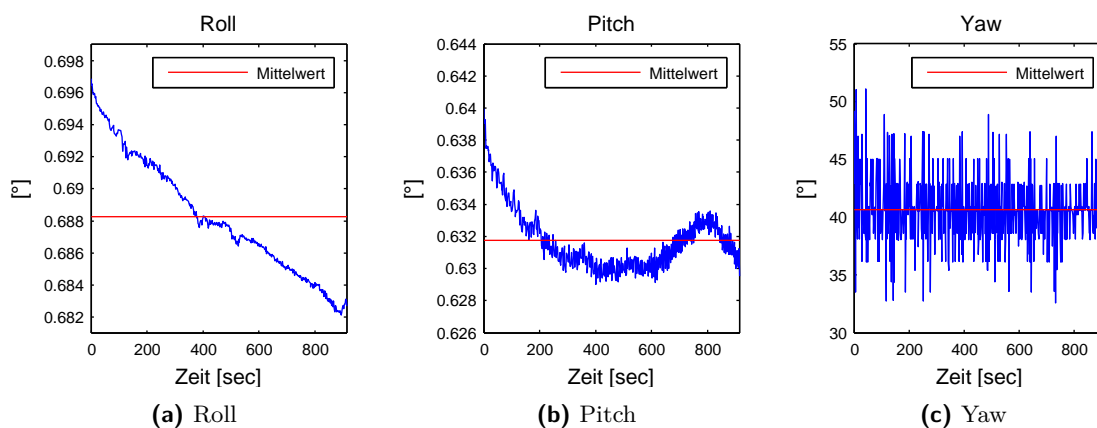 Roll
0.698
0.696
0.694
0.692
0.69
0.688
0.686
0.684
0.682
[°]
Mittelwert
0 200 400 600 800
Zeit [sec]
(a) Roll
Pitch
0.644
0.642
0.64
0.638
0.636
0.634
0.632
0.63
0.628
0.626
[°]
Mittelwert
0 200 400 600 800
Zeit [sec]
(b) Pitch
Yaw
55
50
45
40
35
30
[°]
Mittelwert
0 200 400 600 800
Zeit [sec]
(c) Yaw